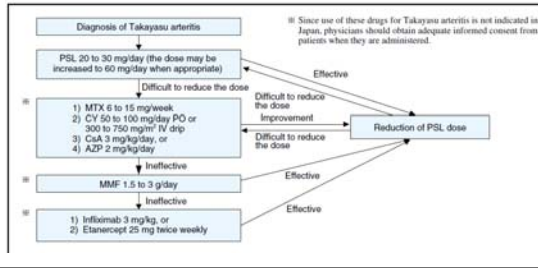 Diagnosis of Takayasu arteritis
※ Since use of these drugs for Takayasu arteritis is not indicated in
Japan, physicians should obtain adequate informed consent from
patients when they are administered.
PSL 20 to 30 mg/day (the dose may be
increased to 60 mg/day when appropriate)
Effective
Difficult to reduce the dose
Difficult to reduce
the dose
※
1) MTX 6 to 15 mg/week
2) CY 50 to 100 mg/day PO or
300 to 750 mg/m² IV drip
3) CsA 3 mg/kg/day, or
4) AZP 2 mg/kg/day
Improvement
Difficult to reduce
the dose
Reduction of PSL dose
Ineffective
※
MMF 1.5 to 3 g/day
Effective
Ineffective
※
1) Infliximab 3 mg/kg, or
2) Etanercept 25 mg twice weekly
Effective